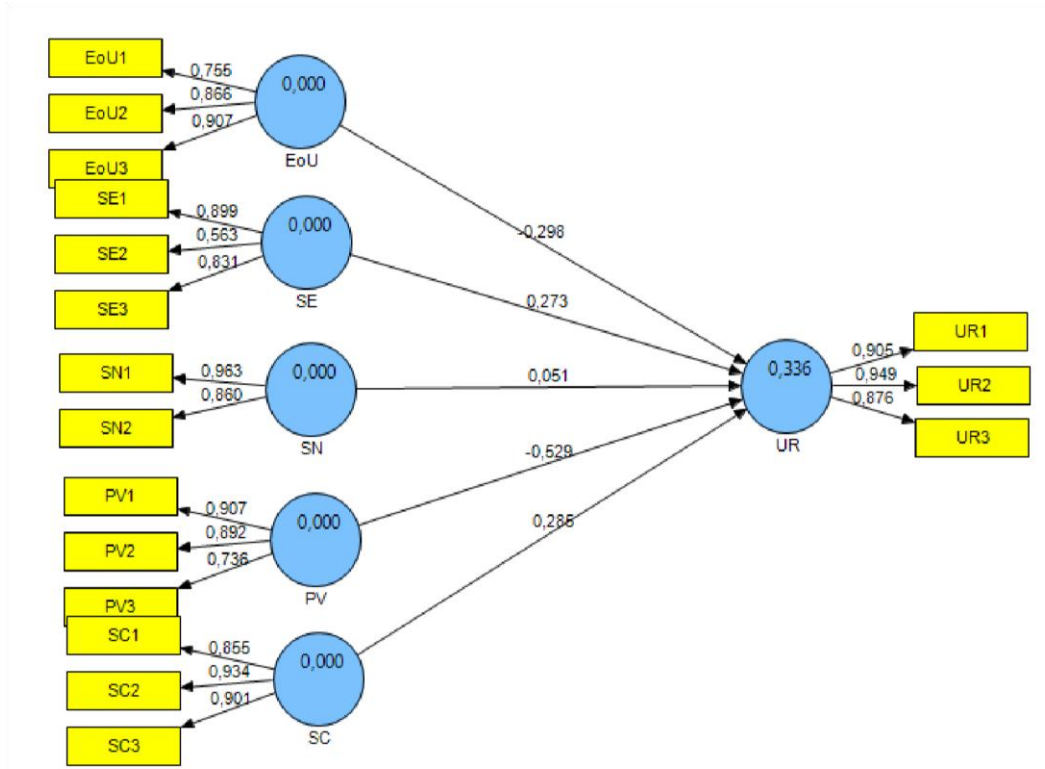 EoU1
0,755
0,866
0,907
EoU2
EoU3
0,000
EoU
SE1
0,899
0,563
0,831
SE2
SE3
0,000
SE
SN1
0,963
0,860
SN2
0,000
SN
PV1
0,907
0,892
0,736
PV2
PV3
0,000
PV
SC1
0,855
0,934
0,901
SC2
SC3
0,000
SC
-0,298
0,273
0,051
-0,529
0,285
0,336
UR
0,905
0,949
0,876
UR1
UR2
UR3